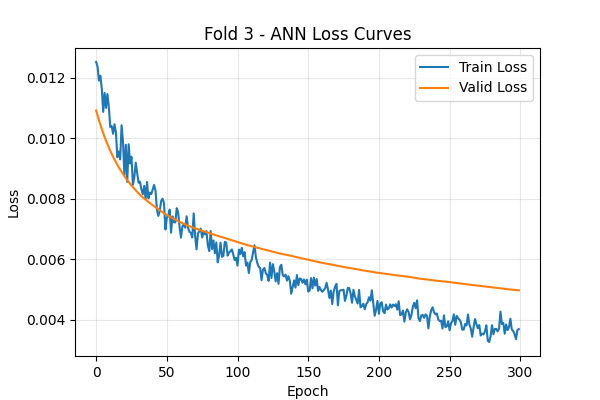 Fold 3 - ANN Loss Curves
Train Loss
Valid Loss
0.012
0.010
0.008
0.006
0.004
Loss
0 50 100 150 200 250 300
Epoch